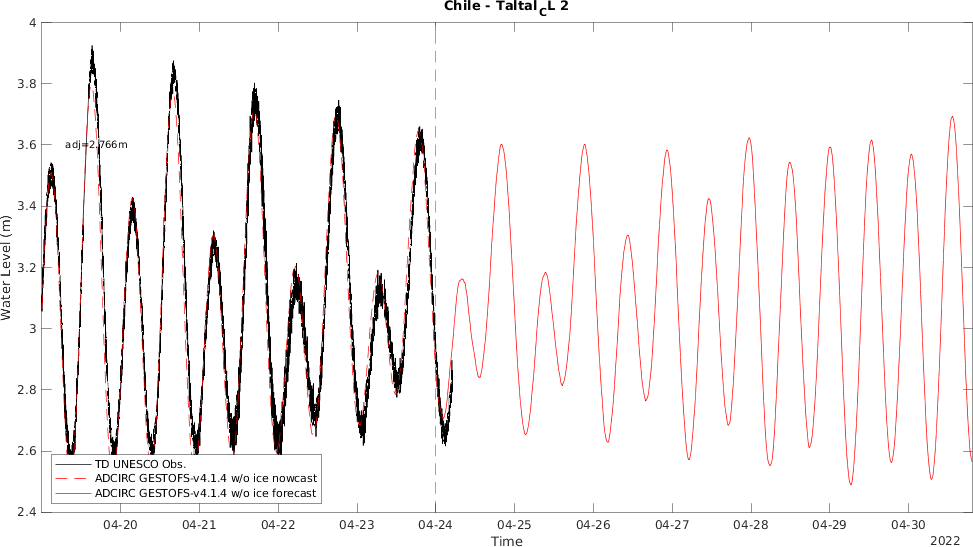 Chile - Taltal_CL 2
4
3.8
3.6
3.4
3.2
3
2.8
2.6
2.4
Water Level (m)
adj=2.766m
TD UNESCO Obs.
ADCIRC GESTOFS-v4.1.4 w/o ice nowcast
ADCIRC GESTOFS-v4.1.4 w/o ice forecast
04-20 04-21 04-22 04-23 04-24 04-25 04-26 04-27 04-28 04-29 04-30
Time
2022